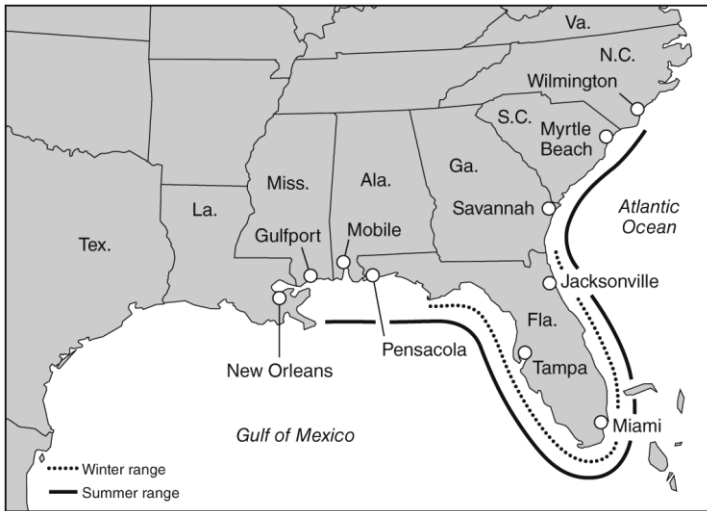 Va.
N.C.
Wilmington
S.C.
Myrtle
Beach
Ga.
Miss.
Ala.
La.
Tex.
Savannah
Atlantic
Ocean
Gulfport
Mobile
Jacksonville
Fla.
Pensacola
New Orleans
Tampa
Miami
Gulf of Mexico
Winter range
Summer range